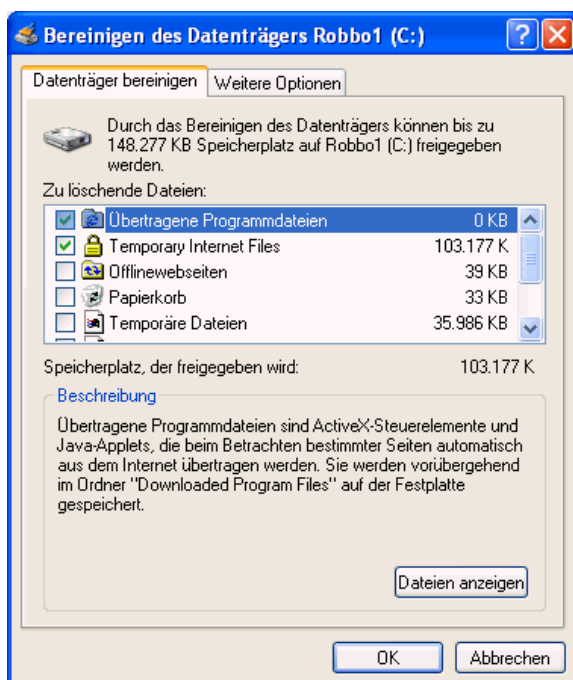 Bereinigen des Datenträgers Robbo1 (C:)
Datenträger bereinigen
Weitere Optionen
Durch das Bereinigen des Datenträgers können bis zu
148.277 KB Speicherplatz auf Robbo1 (C:) freigegeben
werden.
Zu löschende Dateien:
Übertragene Programmdateien 0 KB
Temporary Internet Files 103.177 K
Offlinewebseiten 39 KB
Papierkorb 33 KB
Temporäre Dateien 35.986 KB
Speicherplatz, der freigegeben wird: 103.177 K
Beschreibung
Übertragene Programmdateien sind ActiveX-Steuerelemente und
Java-Applets, die beim Betrachten bestimmter Seiten automatisch
aus dem Internet übertragen werden. Sie werden vorübergehend
im Ordner "Downloaded Program Files" auf der Festplatte
gespeichert.
Dateien anzeigen
OK
Abbrechen